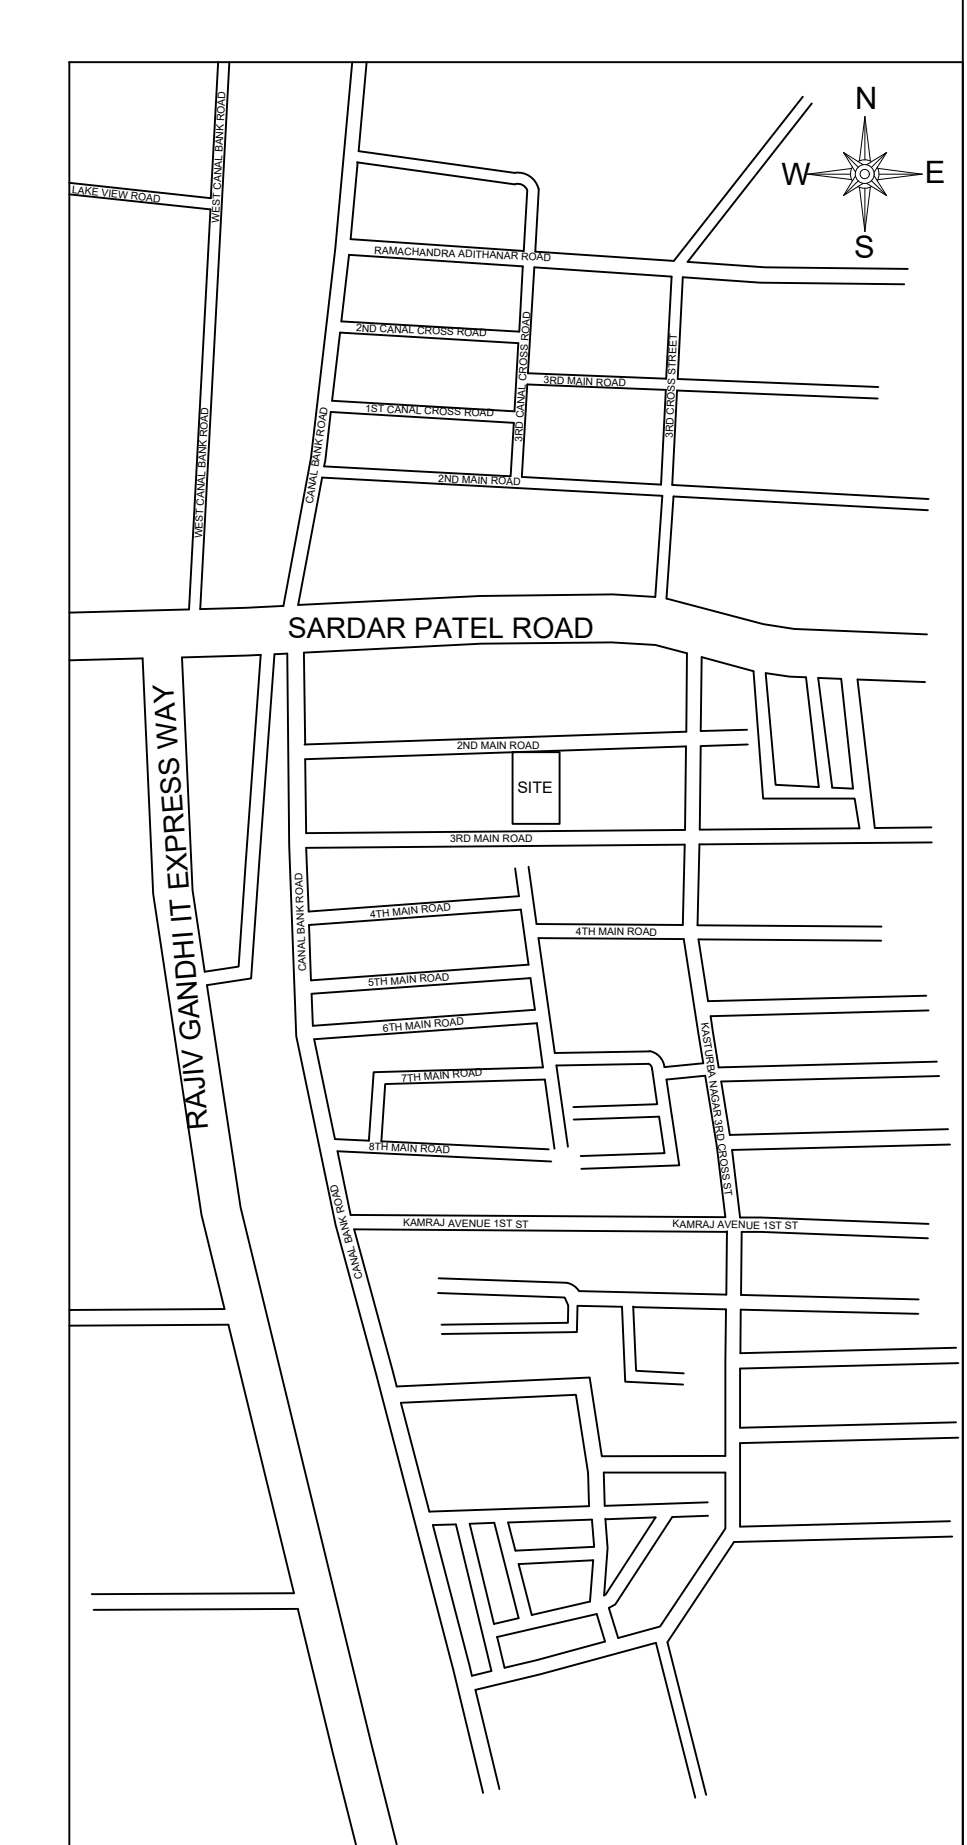 N
W
E
S
WEST CANAL BANK ROAD
LAKE VIEW ROAD
RAMACHANDRA ADITHANAR ROAD
2ND CANAL CROSS ROAD
3RD CANAL CROSS ROAD
3RD CROSS STREET
3RD MAIN ROAD
1ST CANAL CROSS ROAD
CANAL BANK ROAD
WEST CANAL BANK ROAD
2ND MAIN ROAD
SARDAR PATEL ROAD
RAJIV GANDHI IT EXPRESS WAY
2ND MAIN ROAD
SITE
3RD MAIN ROAD
CANAL BANK ROAD
4TH MAIN ROAD
4TH MAIN ROAD
5TH MAIN ROAD
6TH MAIN ROAD
KASTURBA NAGAR 3RD CROSS ST
7TH MAIN ROAD
8TH MAIN ROAD
CANAL BANK ROAD
KAMRAJ AVENUE 1ST ST
KAMRAJ AVENUE 1ST ST